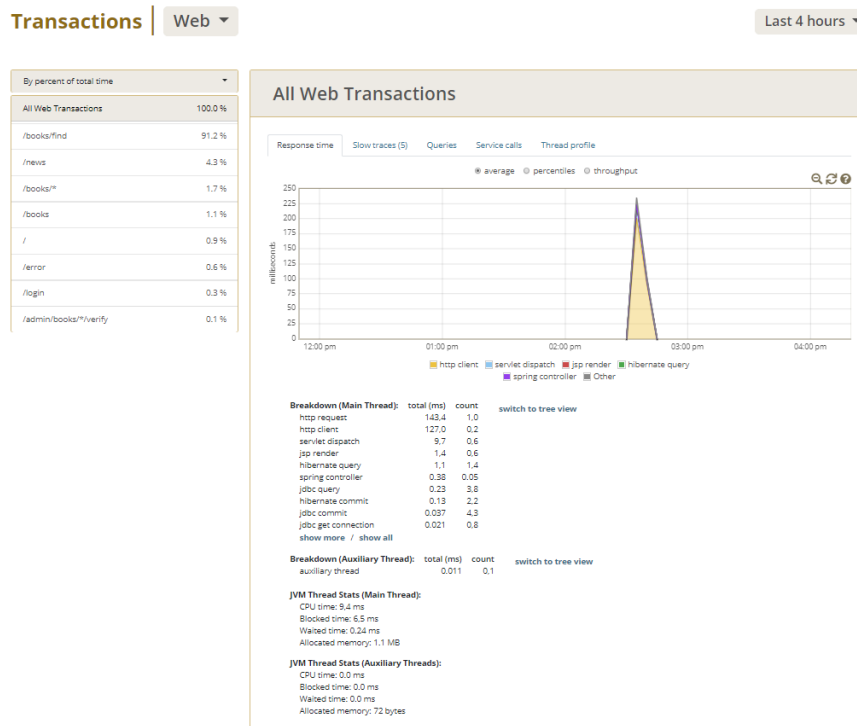 Transactions Web
Last 4 hours
By percent of total time
All Web Transactions 100.0 %
/books/find 91.2 %
/news 4.3 %
/books/* 1.7 %
/books 1.1 %
/ 0.9 %
/error 0.6 %
/login 0.3 %
/admin/books/*/verify 0.1 %
All Web Transactions
Response time Slow traces (5) Queries Service calls Thread profile
average percentiles throughput
250
225
200
175
150
125
100
75
50
25
0
milliseconds
12:00 pm 01:00 pm 02:00 pm 03:00 pm 04:00 pm
http client servlet dispatch jsp render hibernate query
spring controller Other
Breakdown (Main Thread): total (ms) count switch to tree view
http request 143,4 1,0
http client 127,0 0,2
servlet dispatch 9,7 0,6
jsp render 1,4 0,6
hibernate query 1,1 1,4
spring controller 0.38 0.05
jdbc query 0.23 3,8
hibernate commit 0.13 2,2
jdbc commit 0.037 4,3
jdbc get connection 0.021 0,8
show more / show all
Breakdown (Auxiliary Thread): total (ms) count switch to tree view
auxiliary thread 0.011 0,1
JVM Thread Stats (Main Thread):
CPU time: 9,4 ms
Blocked time: 6,5 ms
Waited time: 0.24 ms
Allocated memory: 1.1 MB
JVM Thread Stats (Auxiliary Threads):
CPU time: 0.0 ms
Blocked time: 0.0 ms
Waited time: 0.0 ms
Allocated memory: 72 bytes